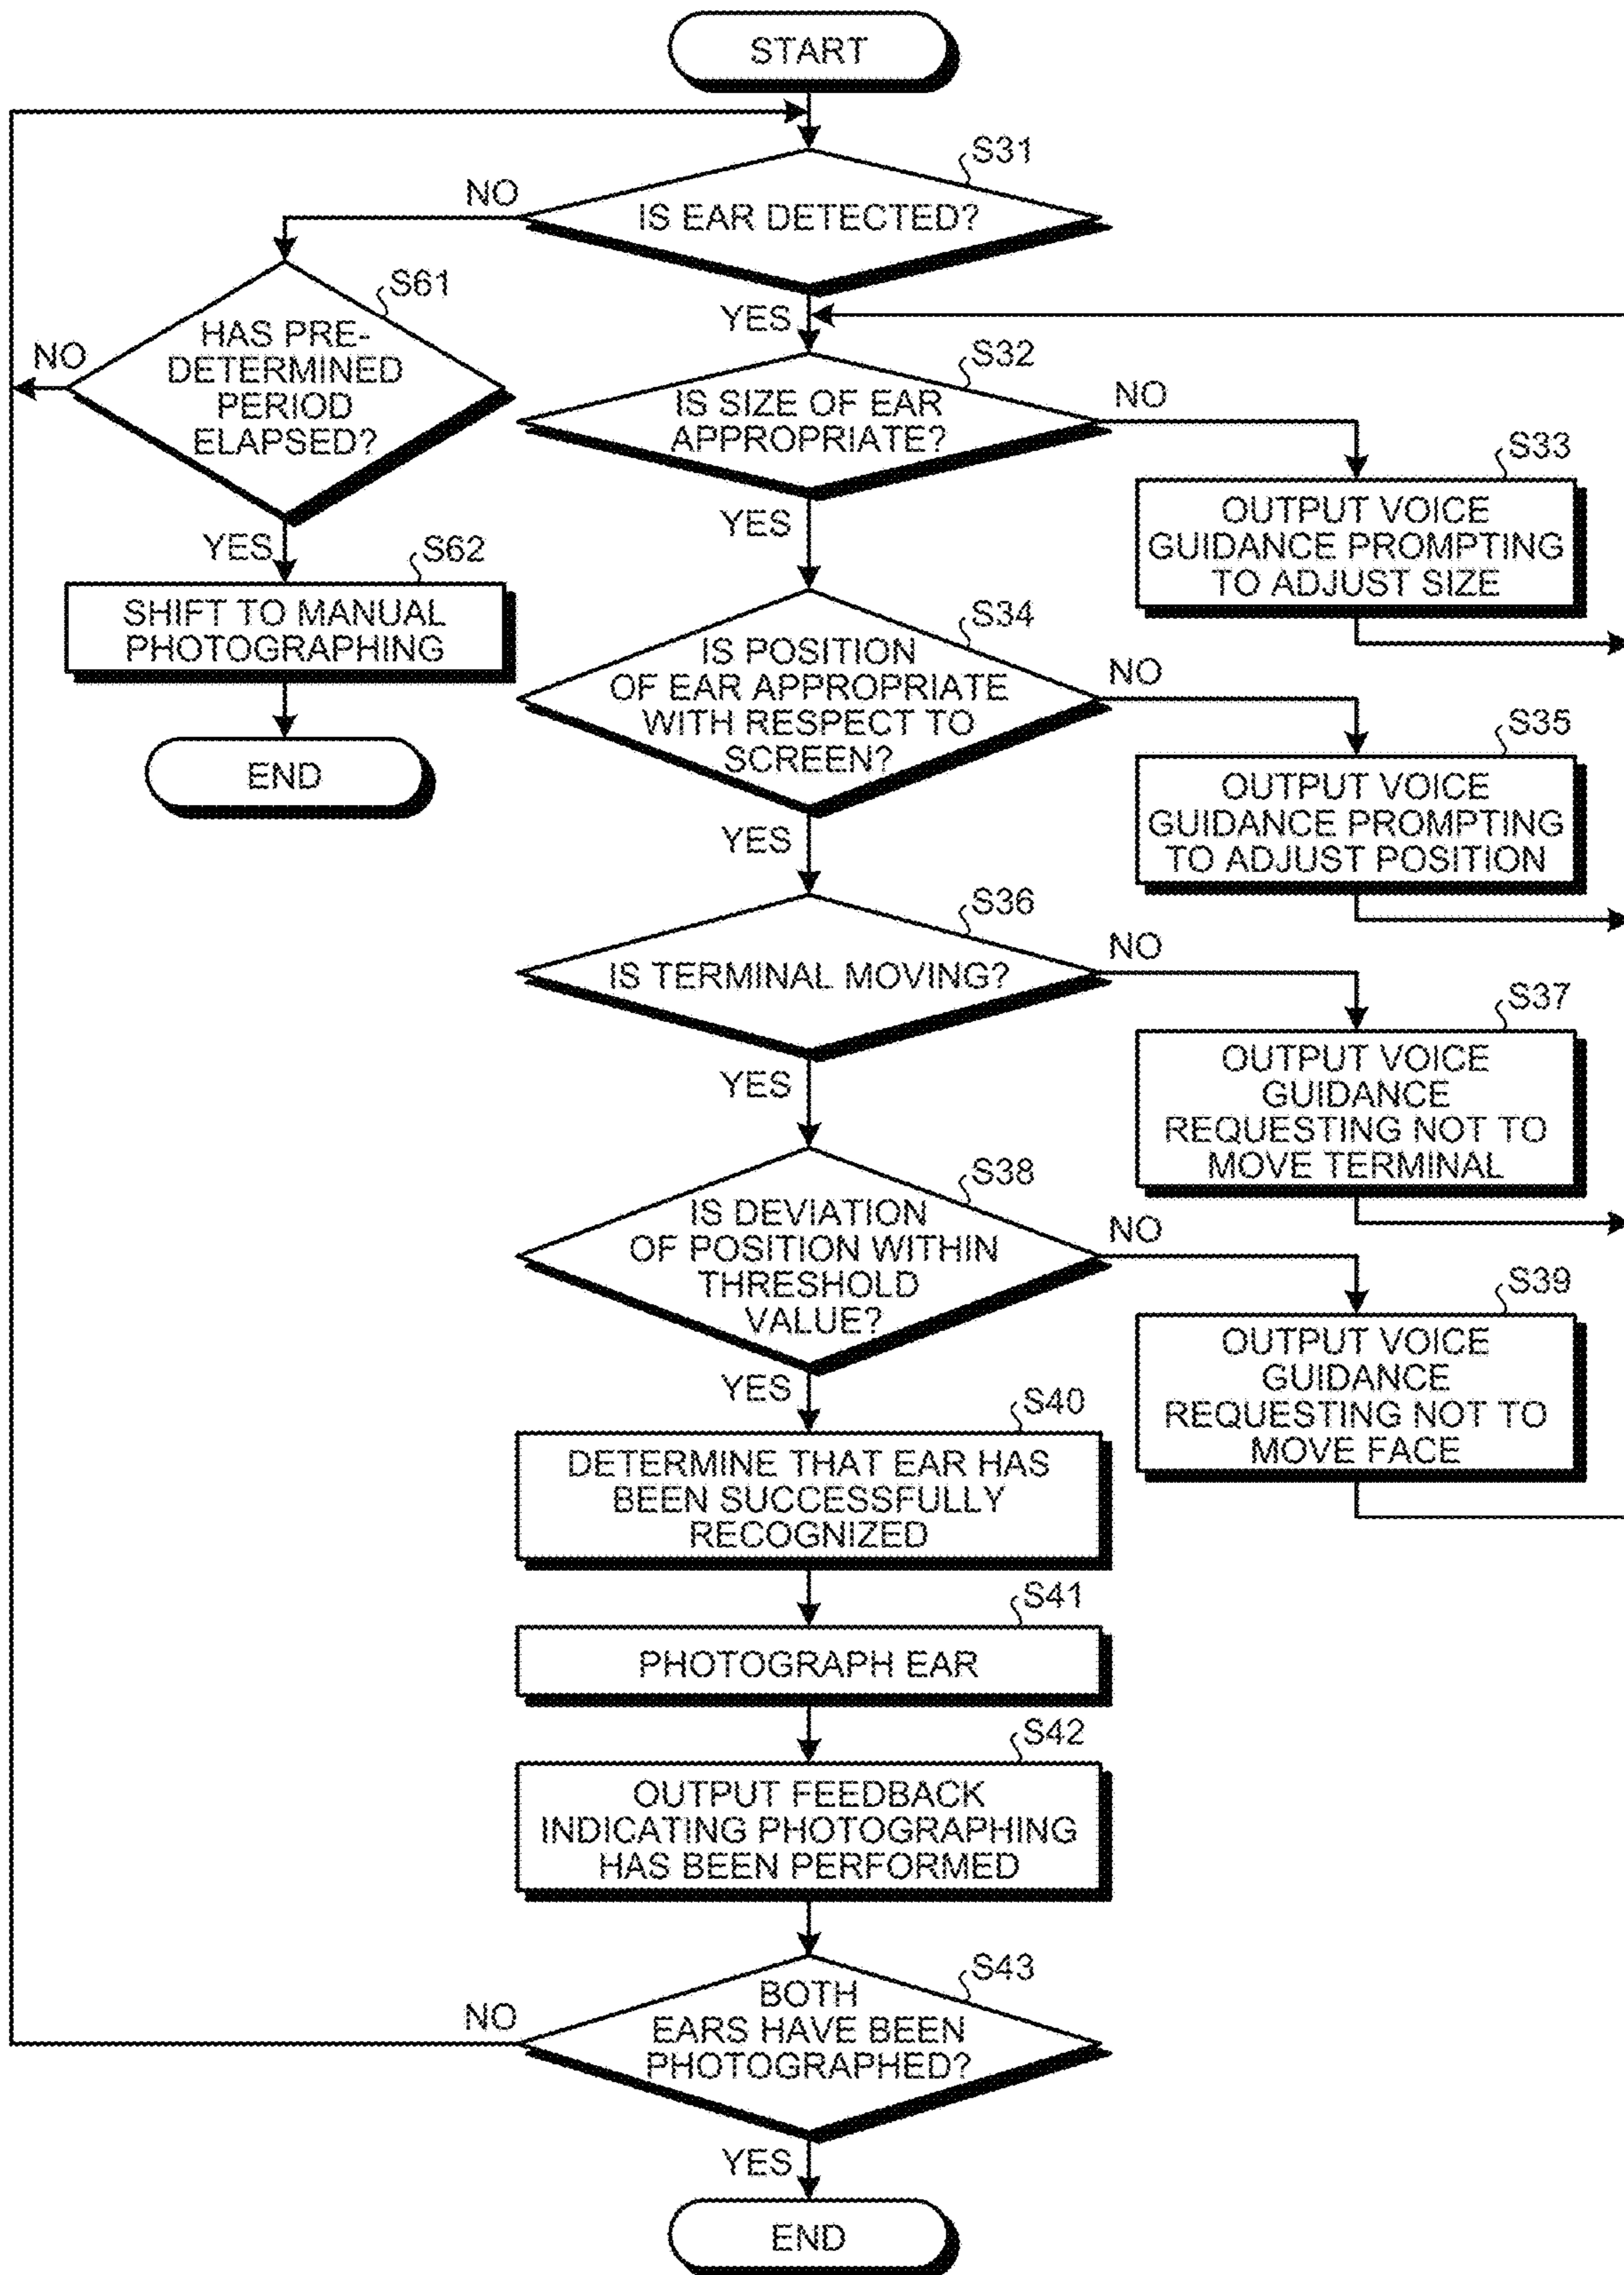 START
S31
NO
IS EAR DETECTED?
S61
YES
HAS PRE-
DETERMINED
PERIOD
ELAPSED?
NO
S32
IS SIZE OF EAR
APPROPRIATE?
NO
S33
OUTPUT VOICE
GUIDANCE PROMPTING
TO ADJUST SIZE
YES
YES
S62
SHIFT TO MANUAL
PHOTOGRAPHING
END
S34
IS POSITION
OF EAR APPROPRIATE
WITH RESPECT TO
SCREEN?
NO
S35
OUTPUT VOICE
GUIDANCE PROMPTING
TO ADJUST POSITION
YES
S36
IS TERMINAL MOVING?
NO
S37
OUTPUT VOICE
GUIDANCE
REQUESTING NOT TO
MOVE TERMINAL
YES
S38
IS DEVIATION
OF POSITION WITHIN
THRESHOLD
VALUE?
NO
S39
OUTPUT VOICE
GUIDANCE
REQUESTING NOT TO
MOVE FACE
YES
S40
DETERMINE THAT EAR HAS
BEEN SUCCESSFULLY
RECOGNIZED
S41
PHOTOGRAPH EAR
S42
OUTPUT FEEDBACK
INDICATING PHOTOGRAPHING
HAS BEEN PERFORMED
S43
BOTH
EARS HAVE BEEN
PHOTOGRAPHED?
NO
YES
END